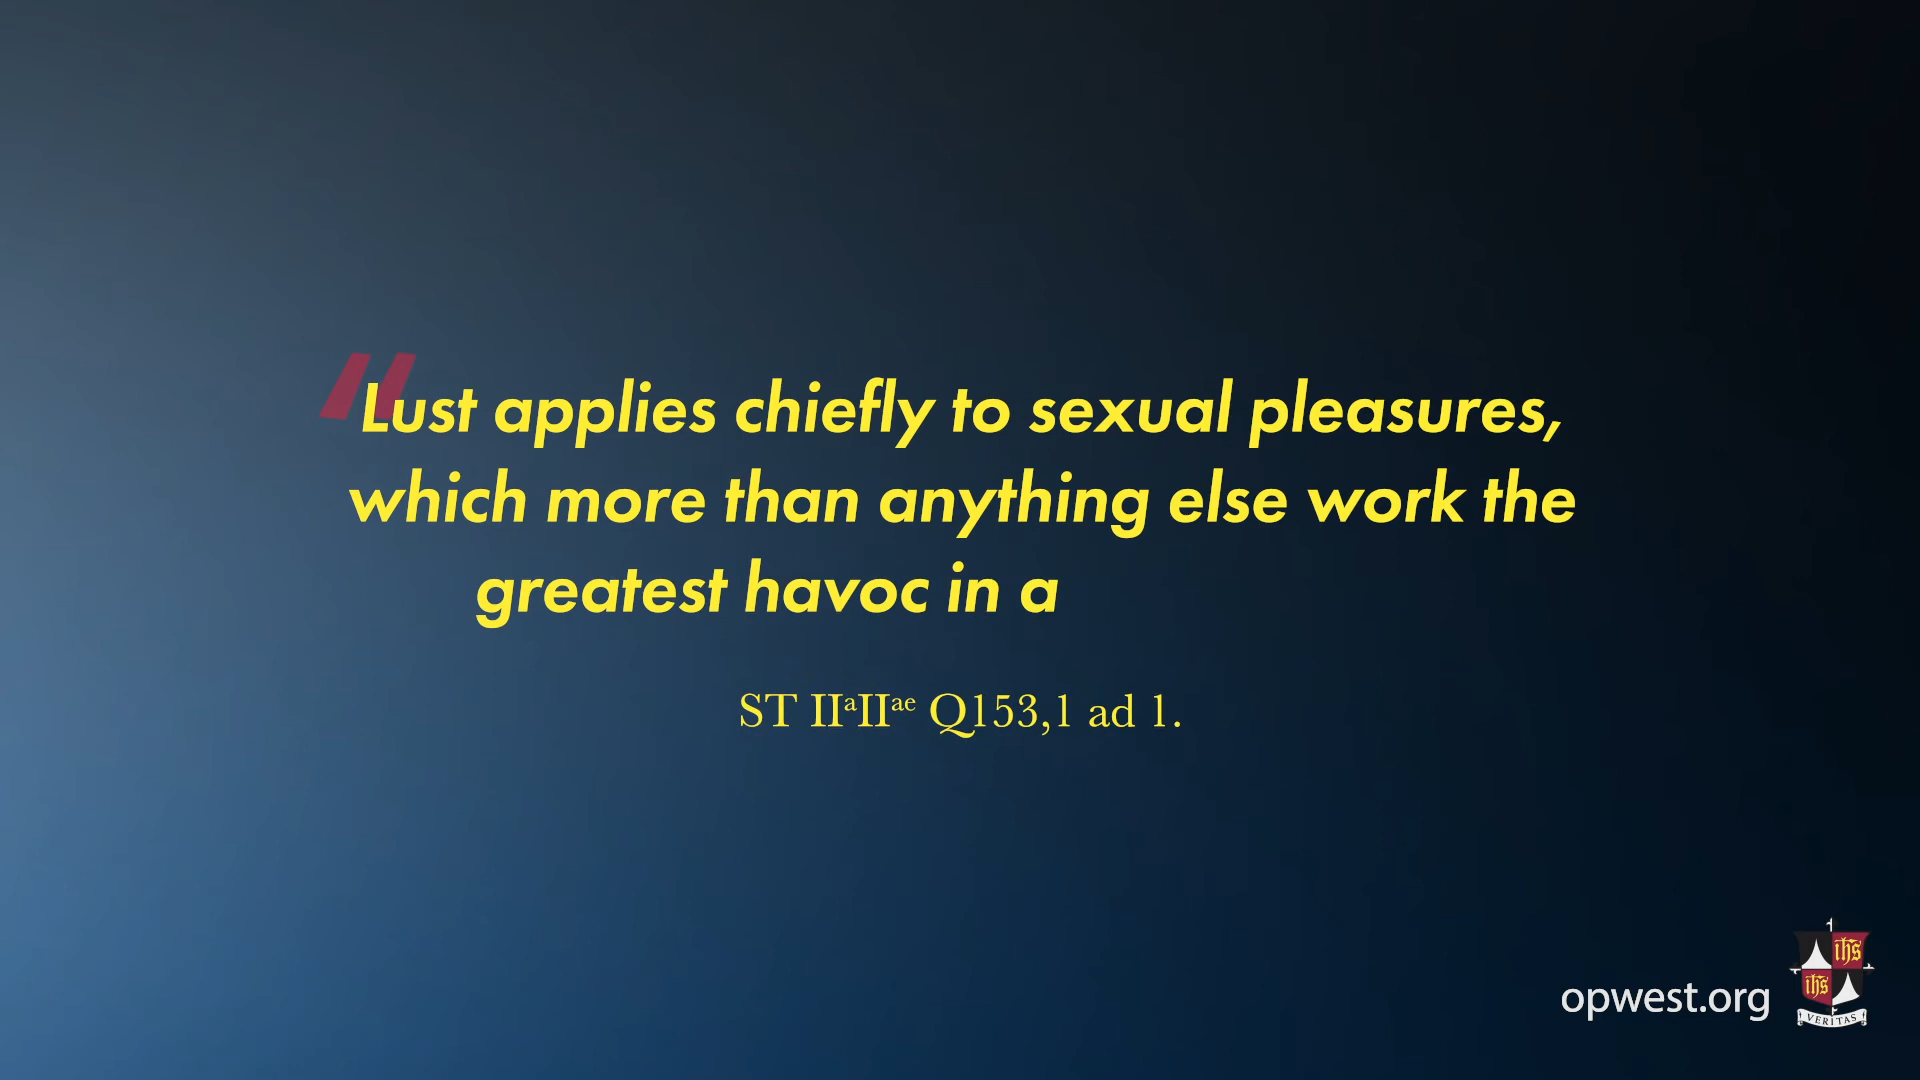 “Lust applies chiefly to sexual pleasures,
which more than anything else work the
greatest havoc in a
ST IIᵃIIᵃᵉ Q153,1 ad 1.
opwest.org
ihs
ihs
VERITAS